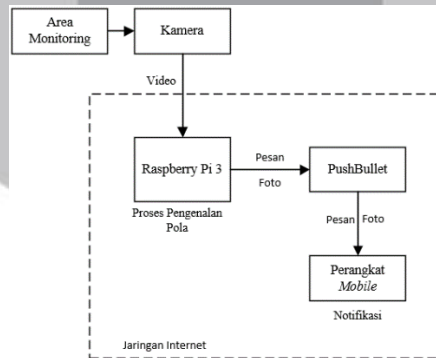 Area
Monitoring
Kamera
Video
Raspberry Pi 3
Pesan
Foto
PushBullet
Proses Pengenalan
Pola
Pesan Foto
Perangkat
Mobile
Notifikasi
Jaringan Internet